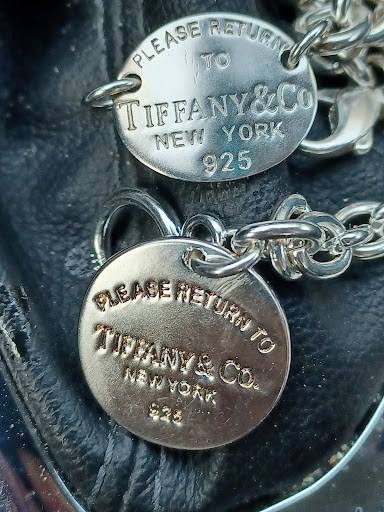 PLEASE RETURN
TO
TIFFANY&Co
NEW YORK
925
PLEASE RETURN TO
TIFFANY & Co.
NEW YORK
925